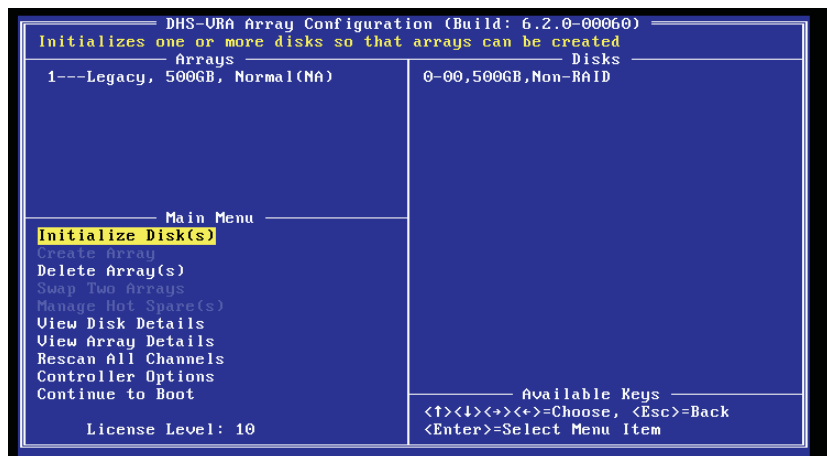 DHS-VRA Array Configuration (Build: 6.2.0-00060)
Initializes one or more disks so that arrays can be created
Arrays
1---Legacy, 500GB, Normal(NA)
Disks
0-00,500GB,Non-RAID
Main Menu
Initialize Disk(s)
Create Array
Delete Array(s)
Swap Two Arrays
Manage Hot Spare(s)
View Disk Details
View Array Details
Rescan All Channels
Controller Options
Continue to Boot
License Level: 10
Available Keys
<↑><↓><→><←>=Choose, <Esc>=Back
<Enter>=Select Menu Item